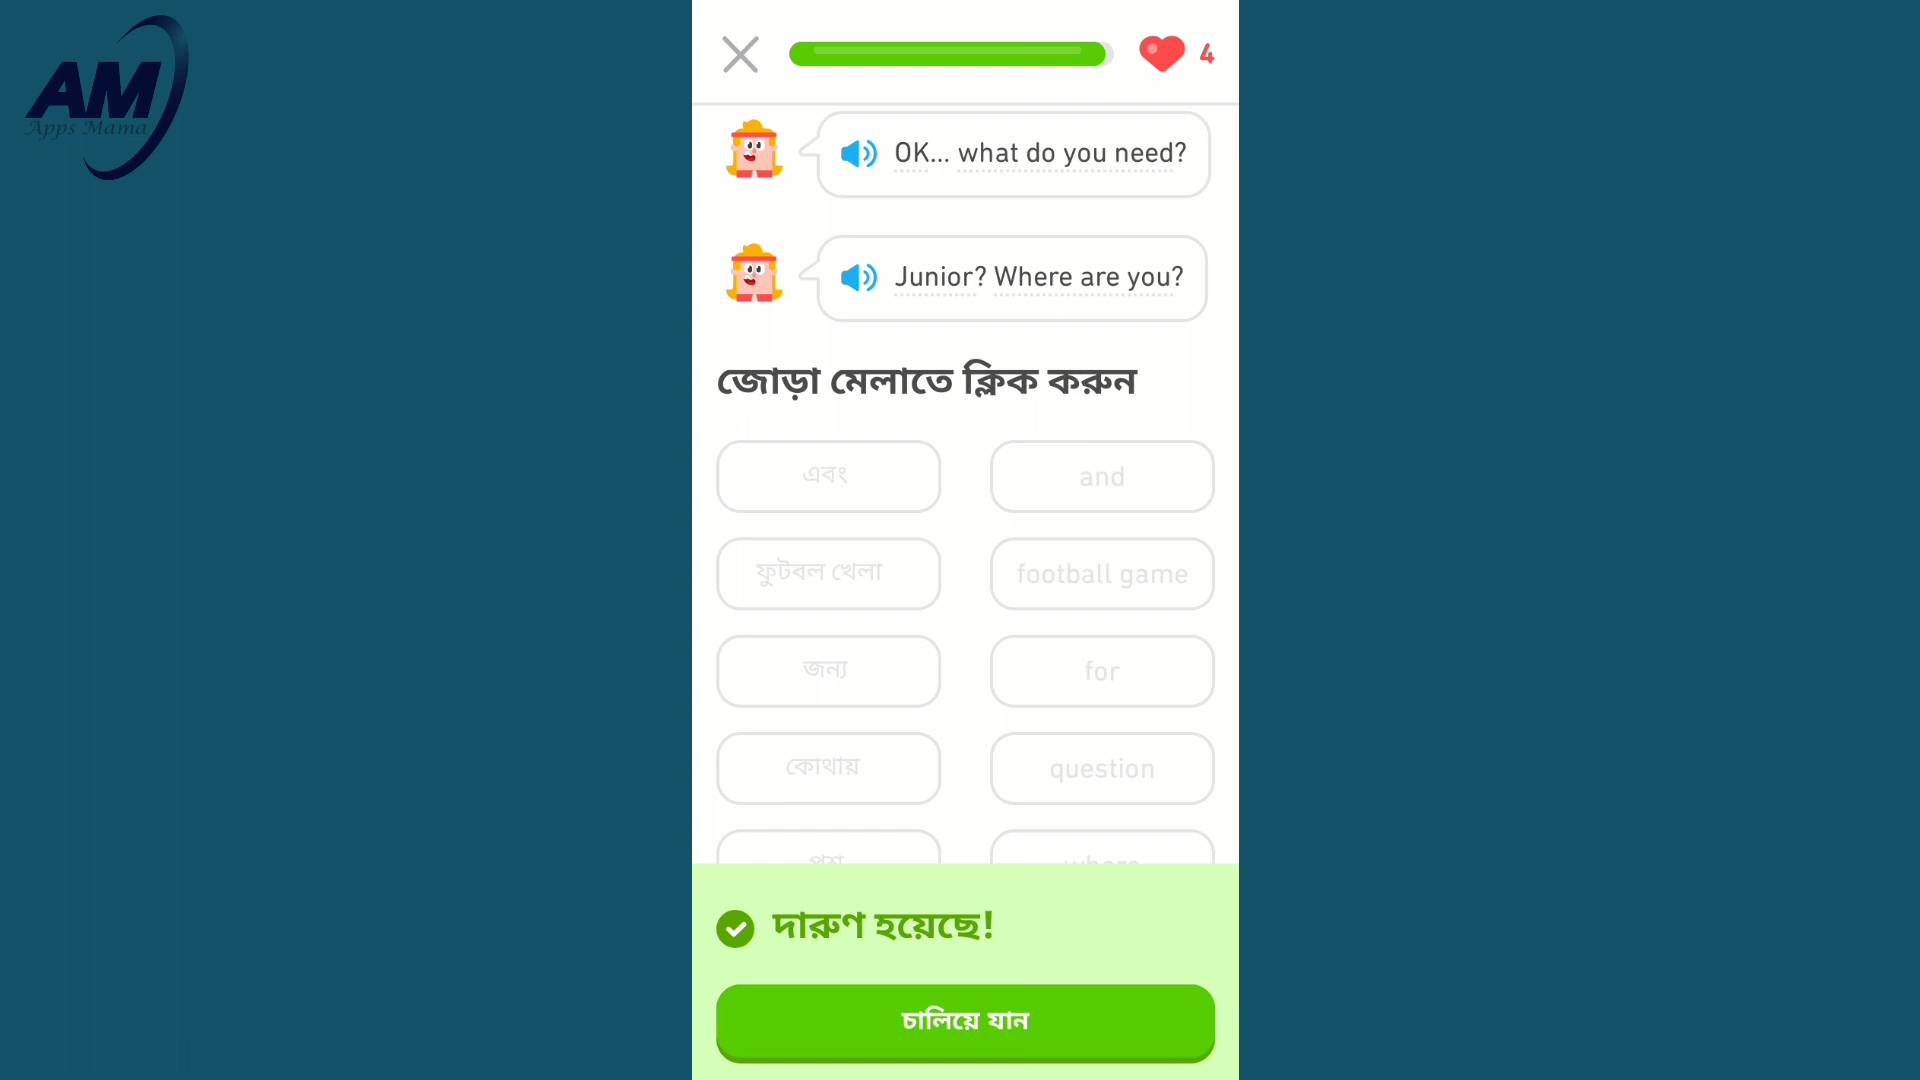 AM
Apps Mama
4
OK... what do you need?
Junior? Where are you?
জোড়া মেলাতে ক্লিক করুন
এবং
and
ফুটবল খেলা
football game
জন্য
for
কোথায়
question
দারুণ হয়েছে!
চালিয়ে যান